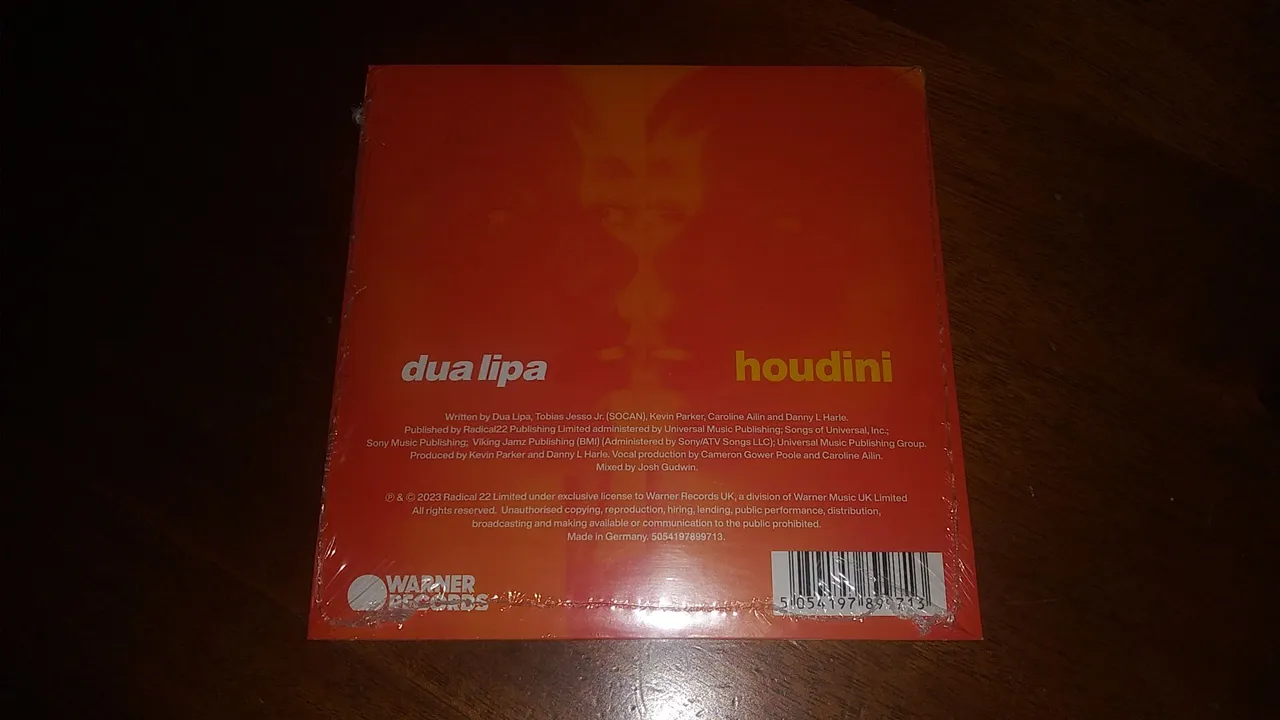 dua lipa
houdini
Written by Dua Lipa, Tobias Jesso Jr. (SOCAN), Kevin Parker, Caroline Ailin and Danny L Harle.
Published by Radical22 Publishing Limited administered by Universal Music Publishing; Songs of Universal, Inc.;
Sony Music Publishing; Viking Jamz Publishing (BMI) (Administered by Sony/ATV Songs LLC); Universal Music Publishing Group.
Produced by Kevin Parker and Danny L Harle. Vocal production by Cameron Gower Poole and Caroline Ailin.
Mixed by Josh Gudwin.
℗ & © 2023 Radical 22 Limited under exclusive license to Warner Records UK, a division of Warner Music UK Limited
All rights reserved. Unauthorised copying, reproduction, hiring, lending, public performance, distribution,
broadcasting and making available or communication to the public prohibited.
Made in Germany. 5054197899713.
WARNER
RECORDS
5 054197 899713